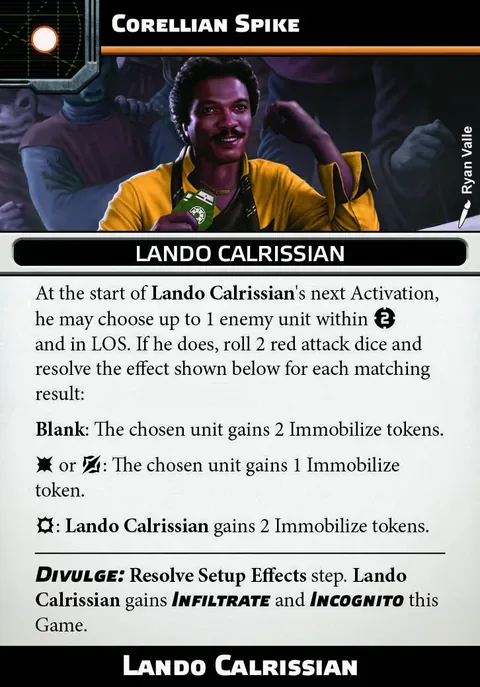 Corellian Spike
Ryan Valle
LANDO CALRISSIAN
At the start of Lando Calrissian's next Activation,
he may choose up to 1 enemy unit within 2
and in LOS. If he does, roll 2 red attack dice and
resolve the effect shown below for each matching
result:
Blank: The chosen unit gains 2 Immobilize tokens.
or : The chosen unit gains 1 Immobilize
token.
: Lando Calrissian gains 2 Immobilize tokens.
Divulge: Resolve Setup Effects step. Lando
Calrissian gains Infiltrate and Incognito this
Game.
Lando Calrissian